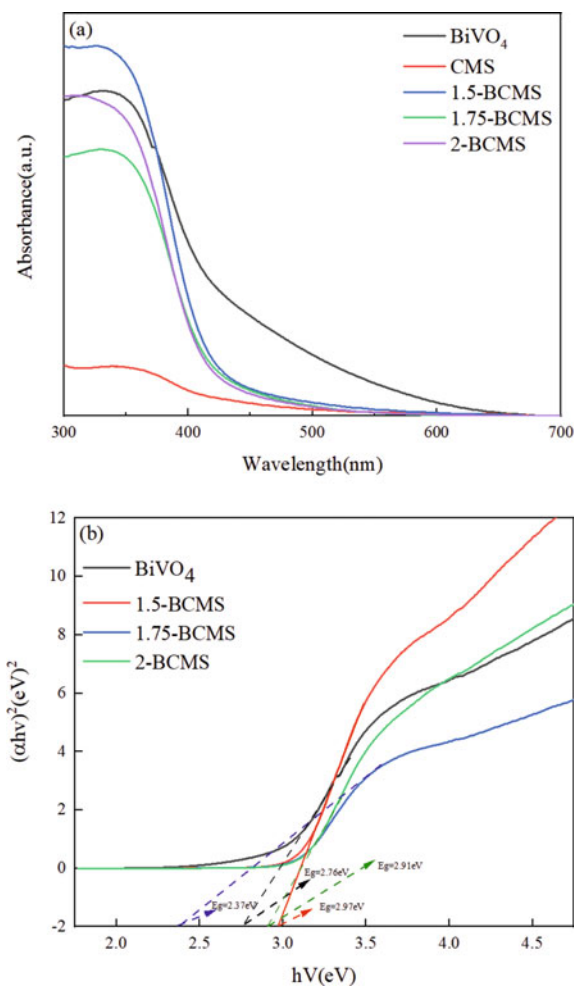 (a)
BiVO₄
CMS
1.5-BCMS
1.75-BCMS
2-BCMS
Absorbance(a.u.)
300 400 500 600 700
Wavelength(nm)
(b)
BiVO₄
1.5-BCMS
1.75-BCMS
2-BCMS
(αhν)²(eV)²
12
10
8
6
4
2
0
-2
Eg=2.37eV
Eg=2.76eV
Eg=2.91eV
Eg=2.97eV
2.0 2.5 3.0 3.5 4.0 4.5
hV(eV)